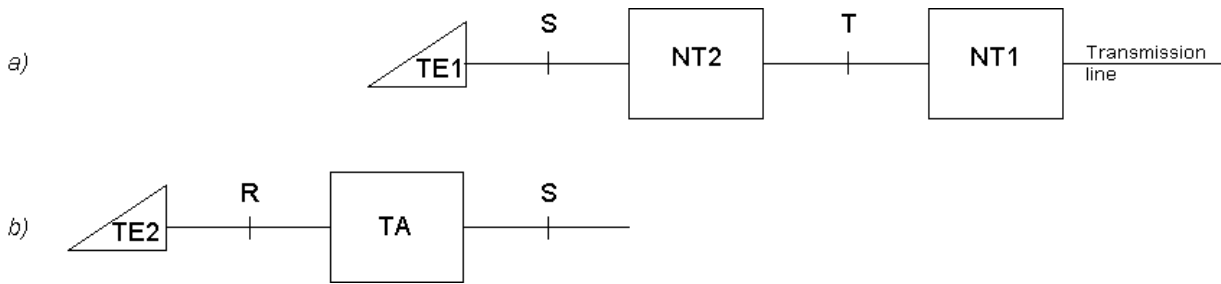 a)
TE1
S
NT2
T
NT1
Transmission
line
b)
TE2
R
TA
S